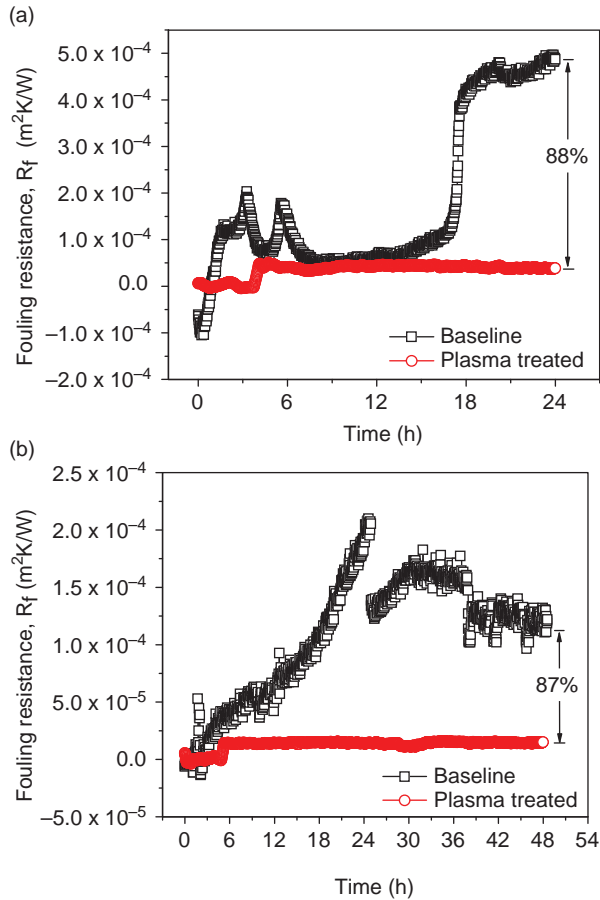 (a)
5.0 x 10⁻⁴
4.0 x 10⁻⁴
3.0 x 10⁻⁴
2.0 x 10⁻⁴
1.0 x 10⁻⁴
0.0
–1.0 x 10⁻⁴
–2.0 x 10⁻⁴
Fouling resistance, R_f (m²K/W)
88%
Baseline
Plasma treated
0 6 12 18 24
Time (h)
(b)
2.5 x 10⁻⁴
2.0 x 10⁻⁴
1.5 x 10⁻⁴
1.0 x 10⁻⁴
5.0 x 10⁻⁵
0.0
–5.0 x 10⁻⁵
Fouling resistance, R_f (m²K/W)
87%
Baseline
Plasma treated
0 6 12 18 24 30 36 42 48 54
Time (h)